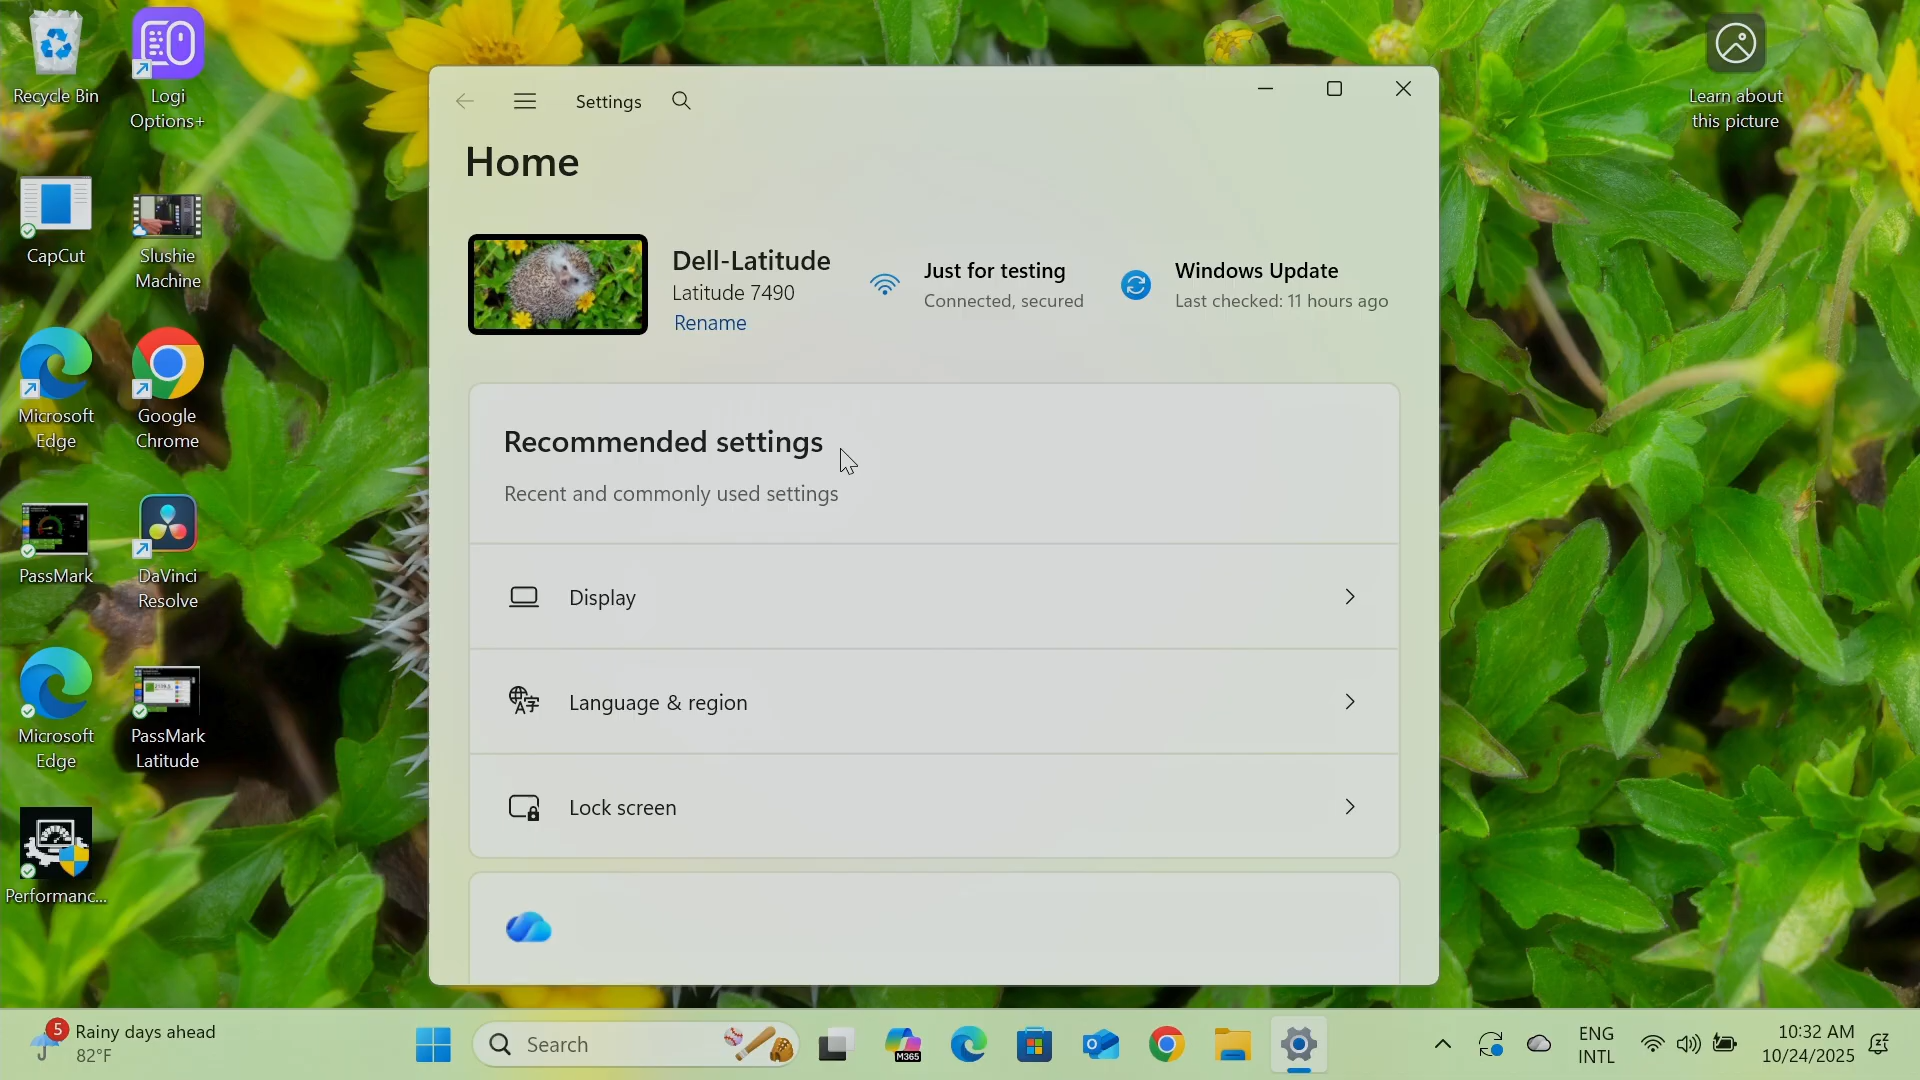 Recycle Bin
Logi
Options+
CapCut
Slushie
Machine
Microsoft
Edge
Google
Chrome
PassMark
DaVinci
Resolve
Microsoft
Edge
PassMark
Latitude
Performanc...
Learn about
this picture
Settings
Home
Dell-Latitude
Latitude 7490
Rename
Just for testing
Connected, secured
Windows Update
Last checked: 11 hours ago
Recommended settings
Recent and commonly used settings
Display
Language & region
Lock screen
5
Rainy days ahead
82°F
Search
M365
ENG
INTL
10:32 AM
10/24/2025